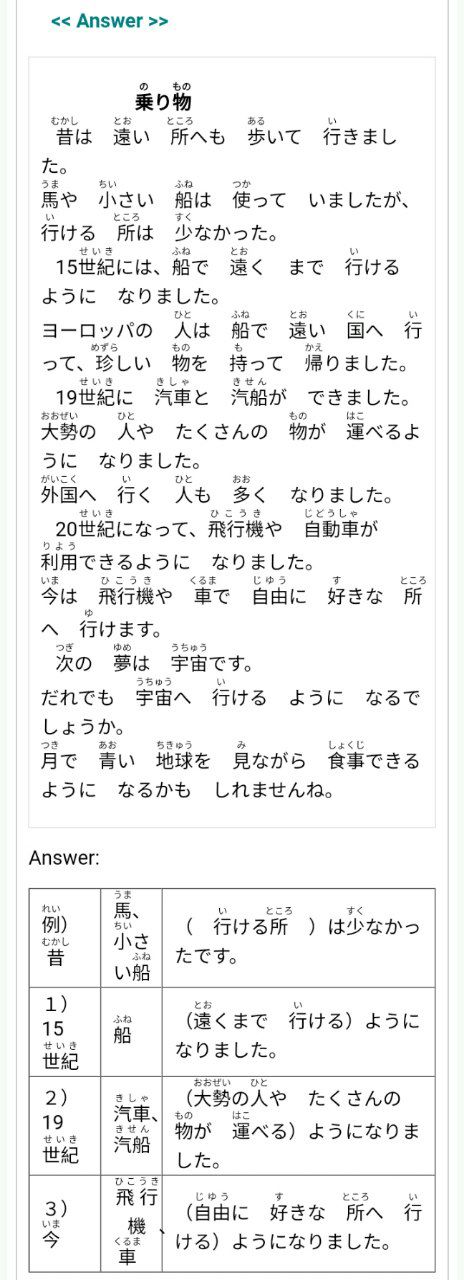 << Answer >>
乗り物
昔は 遠い 所へも 歩いて 行きまし
た。
馬や 小さい 船は 使って いましたが、
行ける 所は 少なかった。
15世紀には、船で 遠く まで 行ける
ように なりました。
ヨーロッパの 人は 船で 遠い 国へ 行
って、珍しい 物を 持って 帰りました。
19世紀に 汽車と 汽船が できました。
大勢の 人や たくさんの 物が 運べるよ
うに なりました。
外国へ 行く 人も 多く なりました。
20世紀になって、飛行機や 自動車が
利用できるように なりました。
今は 飛行機や 車で 自由に 好きな 所
へ 行けます。
次の 夢は 宇宙です。
だれでも 宇宙へ 行ける ように なるで
しょうか。
月で 青い 地球を 見ながら 食事できる
ように なるかも しれませんね。
Answer:
例）
昔
馬、
小さ
い船
（ 行ける所 ）は少なかっ
たです。
1）
15
世紀
船
（遠くまで 行ける）ように
なりました。
2）
19
世紀
汽車、
汽船
（大勢の人や たくさんの
物が 運べる）ようになりま
した。
3）
今
飛行
機、
車
（自由に 好きな 所へ 行
ける）ようになりました。